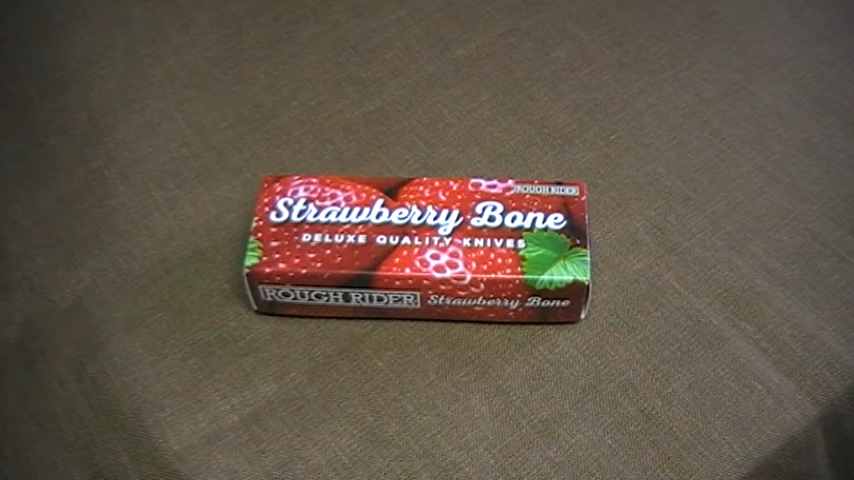 ROUGH RIDER
Strawberry Bone
DELUXE QUALITY KNIVES
ROUGH RIDER Strawberry Bone